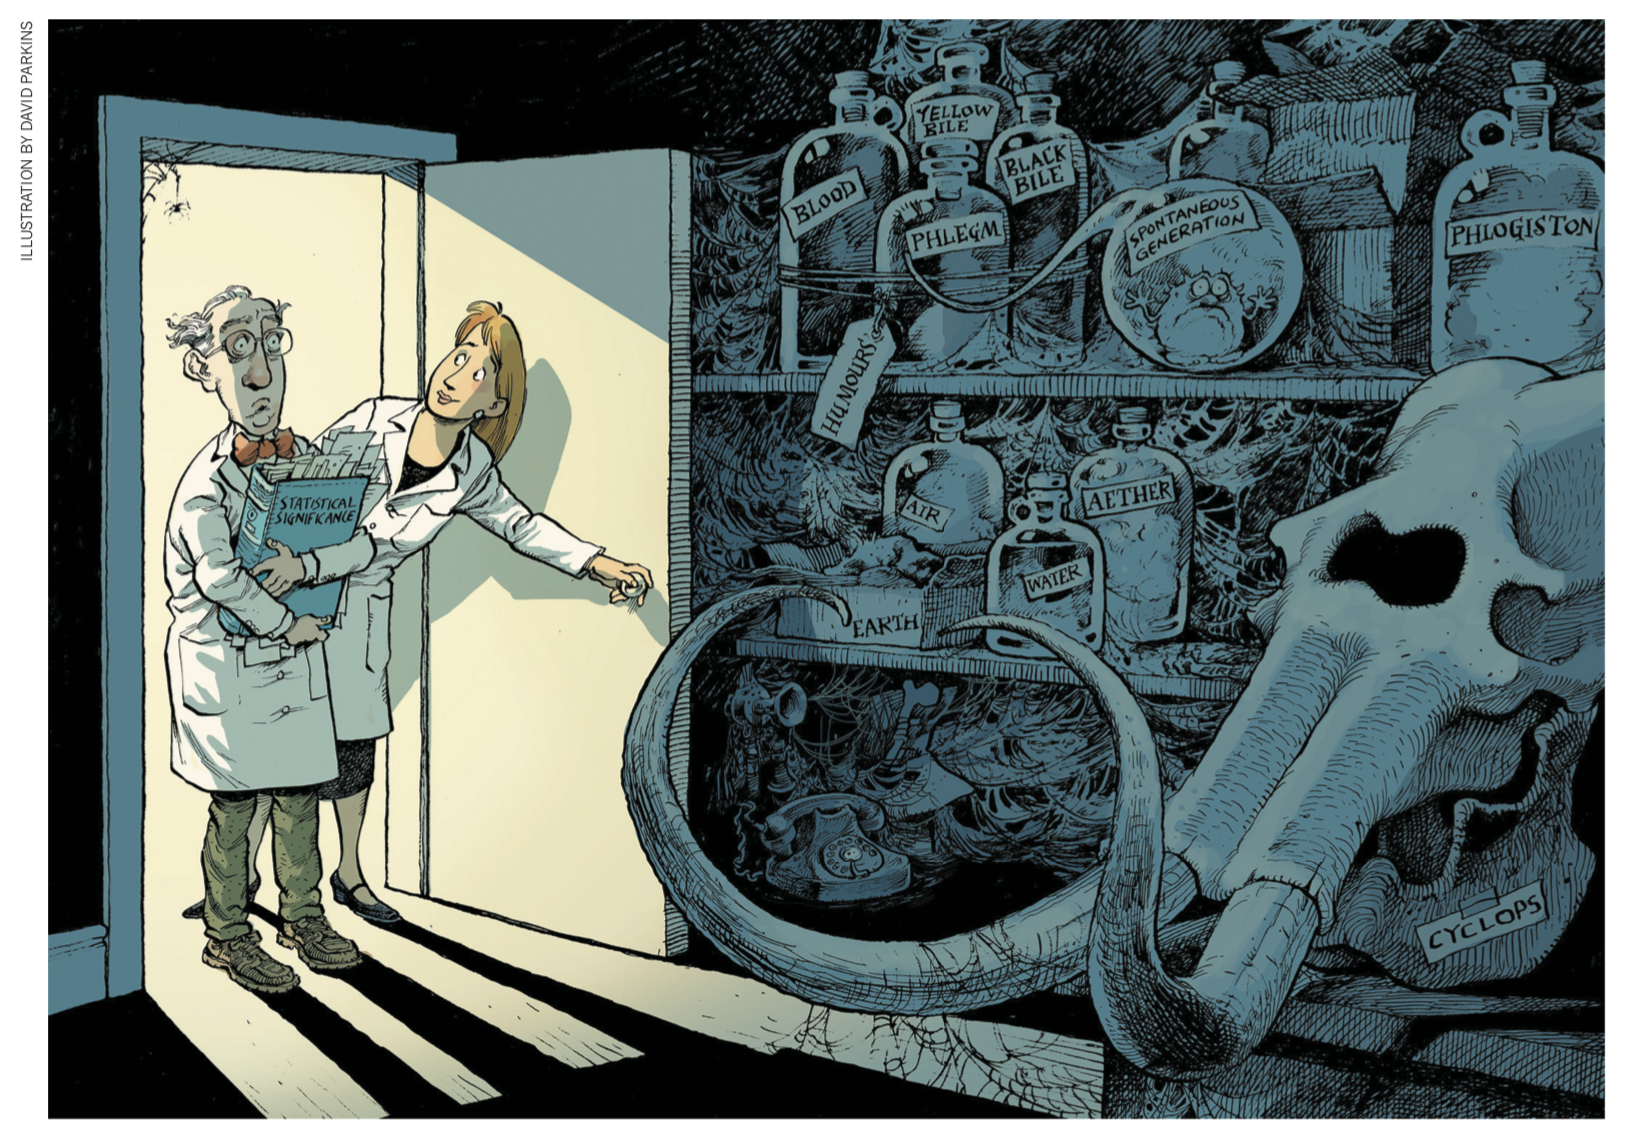 ILLUSTRATION BY DAVID PARKINS
YELLOW
BILE
BLOOD
BLACK
BILE
PHLEGM
HUMOURS
SPONTANEOUS
GENERATION
PHLOGISTON
STATISTICAL
SIGNIFICANCE
AIR
AETHER
WATER
EARTH
CYCLOPS